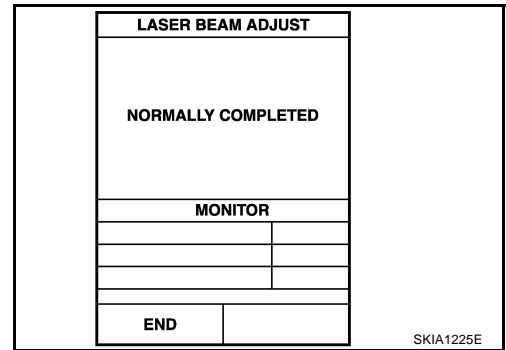 LASER BEAM ADJUST
NORMALLY COMPLETED
MONITOR
END
SKIA1225E